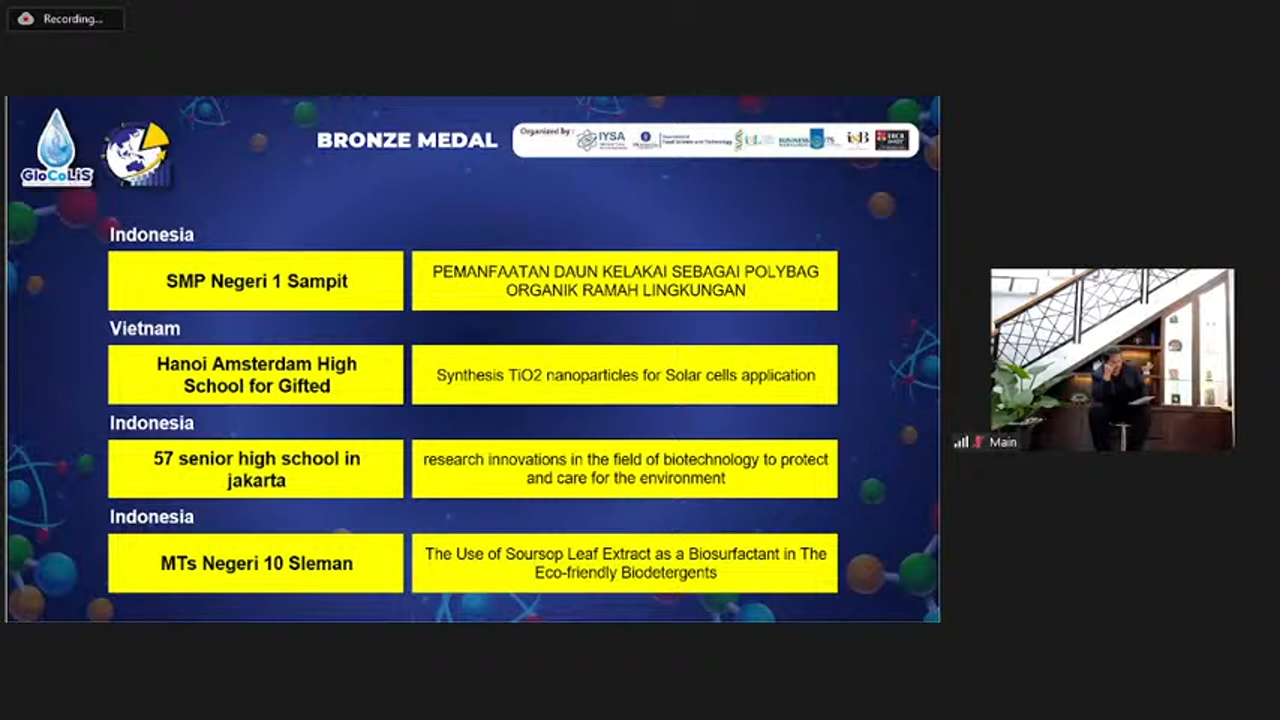 Recording...
BRONZE MEDAL
Organized by :
IYSA
GloCoLiS
Indonesia
SMP Negeri 1 Sampit
PEMANFAATAN DAUN KELAKAI SEBAGAI POLYBAG
ORGANIK RAMAH LINGKUNGAN
Vietnam
Hanoi Amsterdam High
School for Gifted
Synthesis TiO2 nanoparticles for Solar cells application
Indonesia
57 senior high school in
jakarta
research innovations in the field of biotechnology to protect
and care for the environment
Indonesia
MTs Negeri 10 Sleman
The Use of Soursop Leaf Extract as a Biosurfactant in The
Eco-friendly Biodetergents
Main